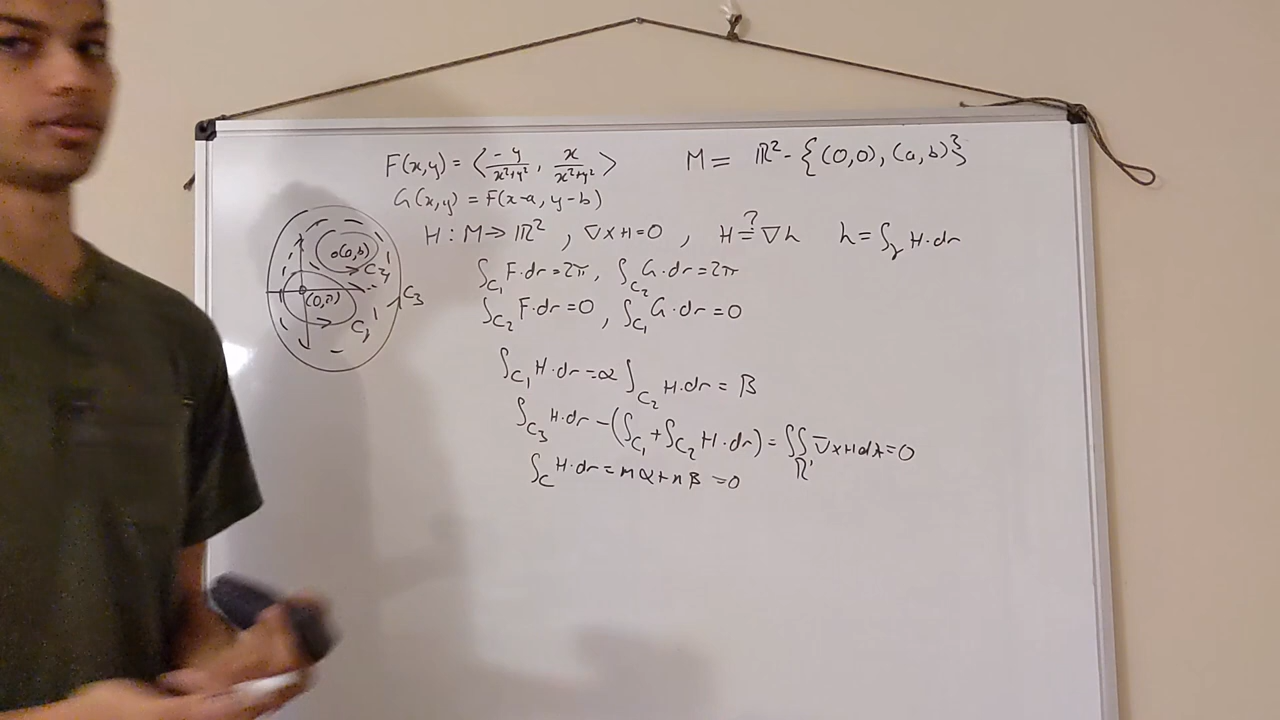 F(x,y) = ⟨-y/(x²+y²), x/(x²+y²)⟩
M = ℝ² - {(0,0), (a,b)}
G(x,y) = F(x-a, y-b)
H : M → ℝ² , ∇×H=0 , H ≟ ∇h h = ∫_γ H·dr
∫_C₁ F·dr = 2π, ∫_C₂ G·dr = 2π
∫_C₂ F·dr = 0 , ∫_C₁ G·dr = 0
∫_C₁ H·dr = α ∫_C₂ H·dr = β
∫_C₃ H·dr - (∫_C₁ + ∫_C₂ H·dr) = ∬_R' ∇×H dA = 0
∫_C H·dr = mα + nβ = 0
(a,b)
C₂
(0,0)
C₃
C₁